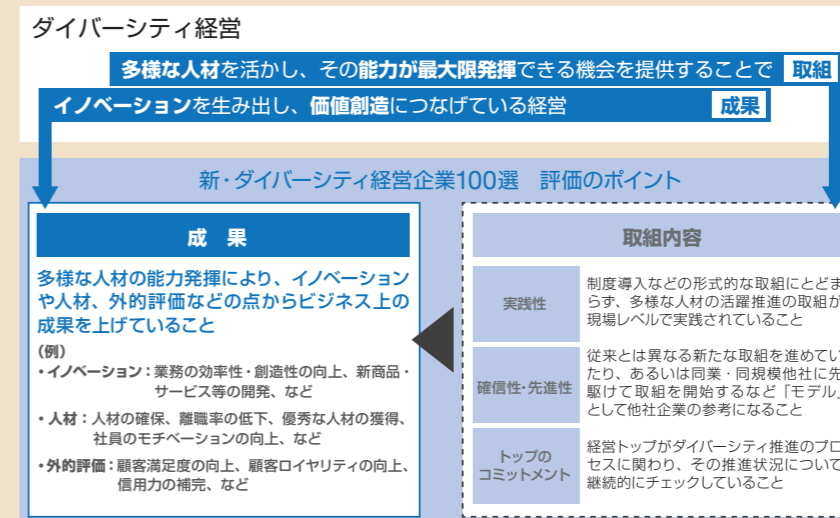 ダイバーシティ経営
多様な人材を活かし、その能力が最大限発揮できる機会を提供することで 取組
イノベーションを生み出し、価値創造につなげている経営 成果
新・ダイバーシティ経営企業100選 評価のポイント
成 果
多様な人材の能力発揮により、イノベーション
や人材、外的評価などの点からビジネス上の
成果を上げていること
(例)
・イノベーション：業務の効率性・創造性の向上、新商品・
サービス等の開発、など
・人材：人材の確保、離職率の低下、優秀な人材の獲得、
社員のモチベーションの向上、など
・外的評価：顧客満足度の向上、顧客ロイヤリティの向上、
信用力の補完、など
取組内容
実践性
制度導入などの形式的な取組にとどま
らず、多様な人材の活躍推進の取組が
現場レベルで実践されていること
確信性・先進性
従来とは異なる新たな取組を進めてい
たり、あるいは同業・同規模他社に先
駆けて取組を開始するなど「モデル」
として他社企業の参考になること
トップの
コミットメント
経営トップがダイバーシティ推進のプロ
セスに関わり、その推進状況について
継続的にチェックしていること